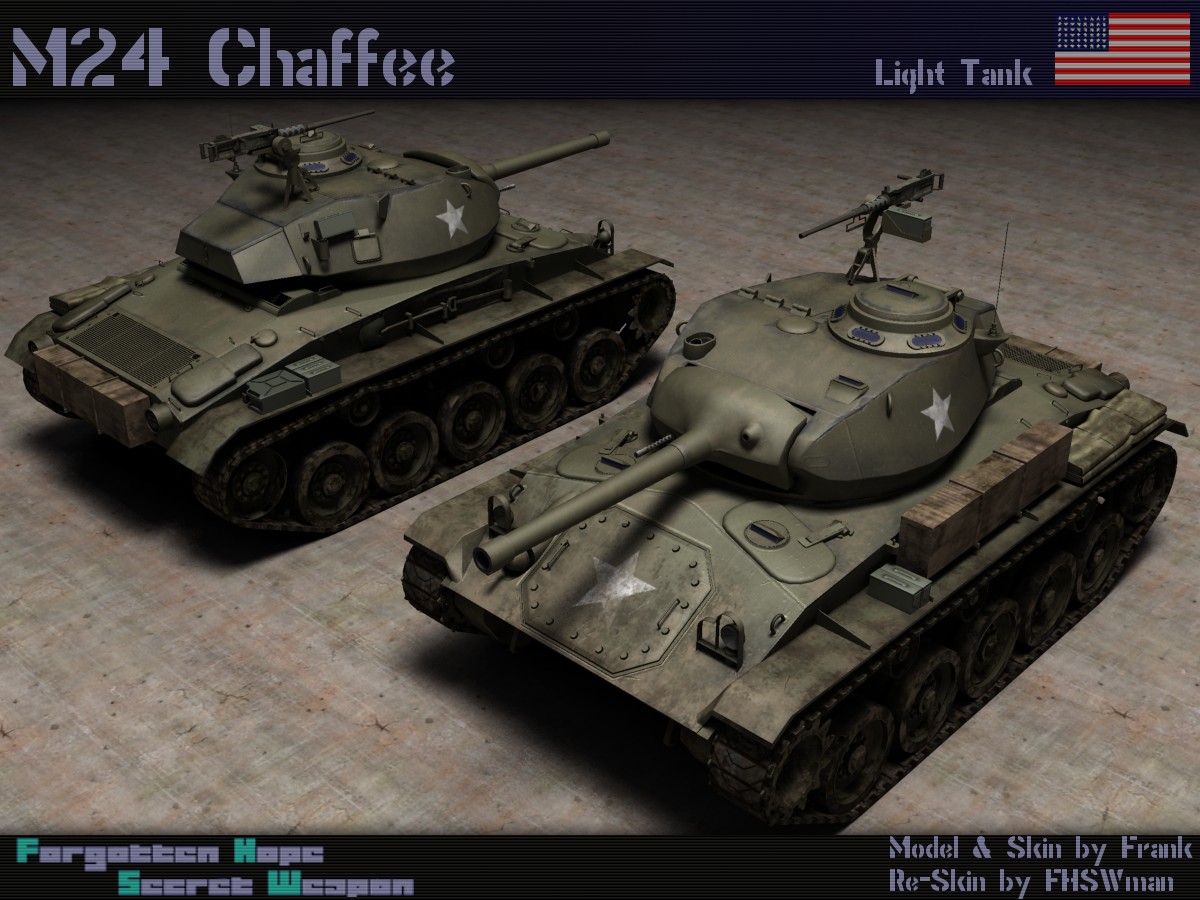 M24 Chaffee
Light Tank
Forgotten Hope
Secret Weapon
Model & Skin by Frank
Re-Skin by FHSWman